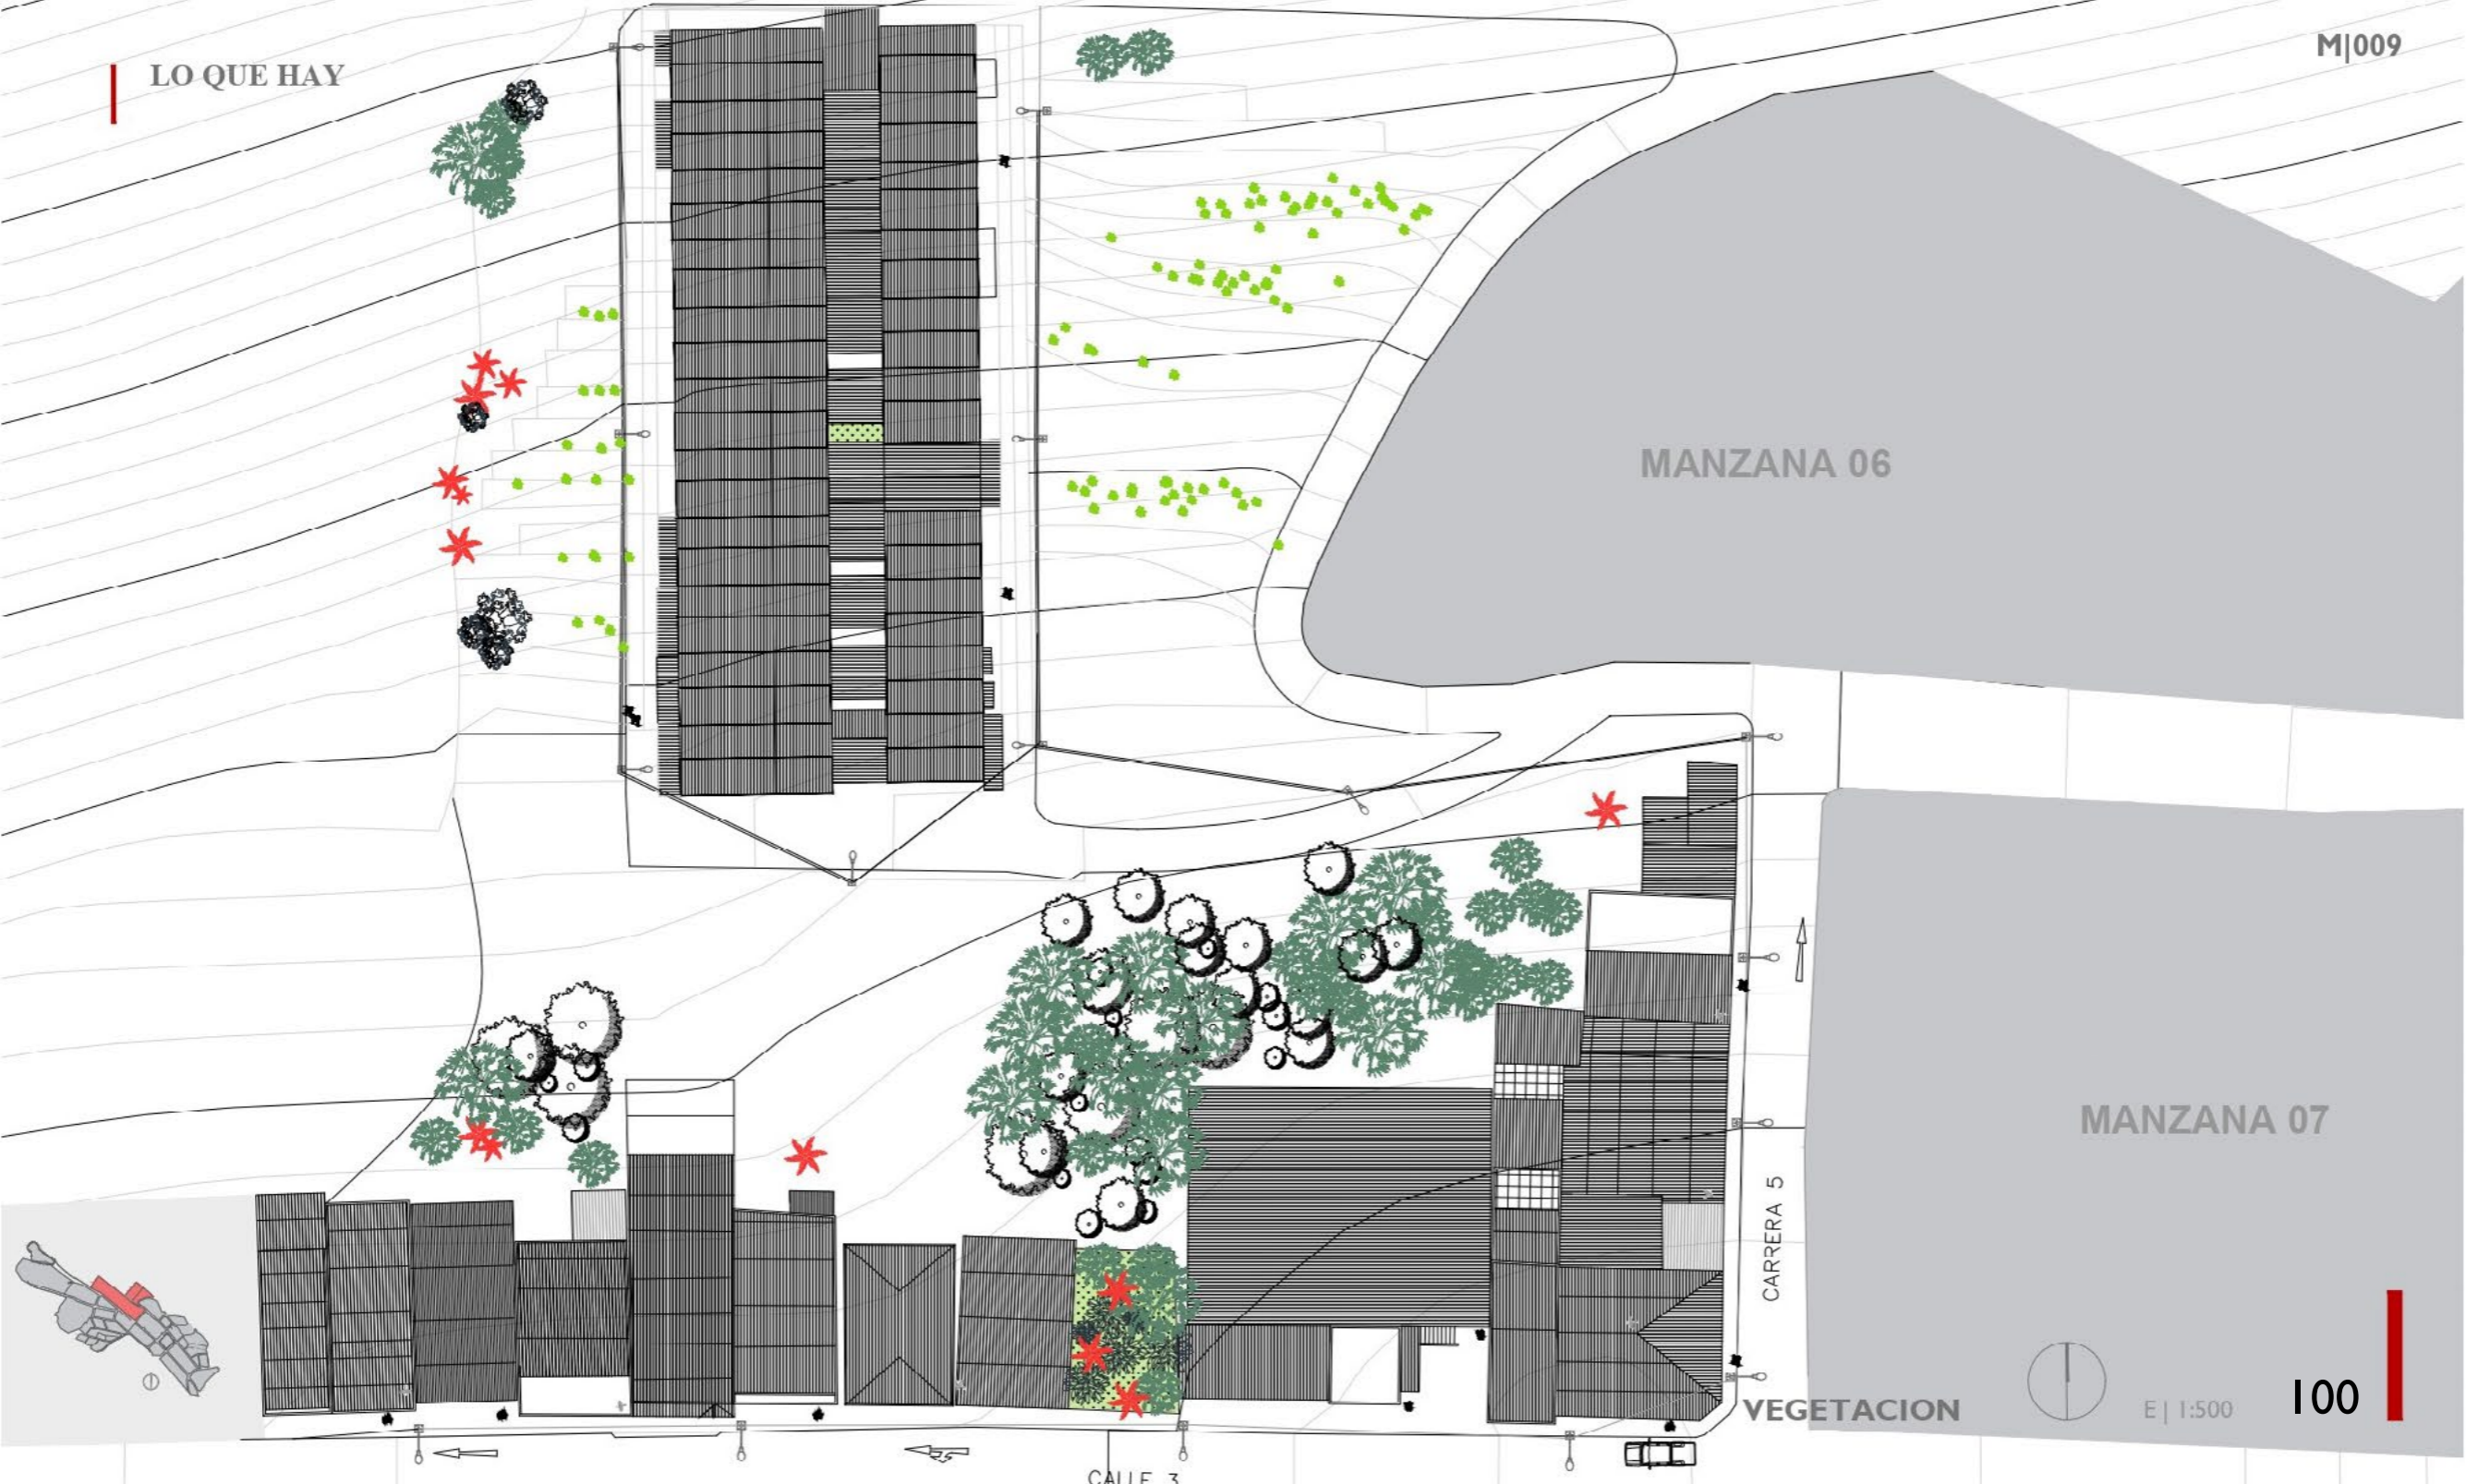 LO QUE HAY
M|009
MANZANA 06
MANZANA 07
CARRERA 5
VEGETACION
E | 1:500
100
CALLE 3